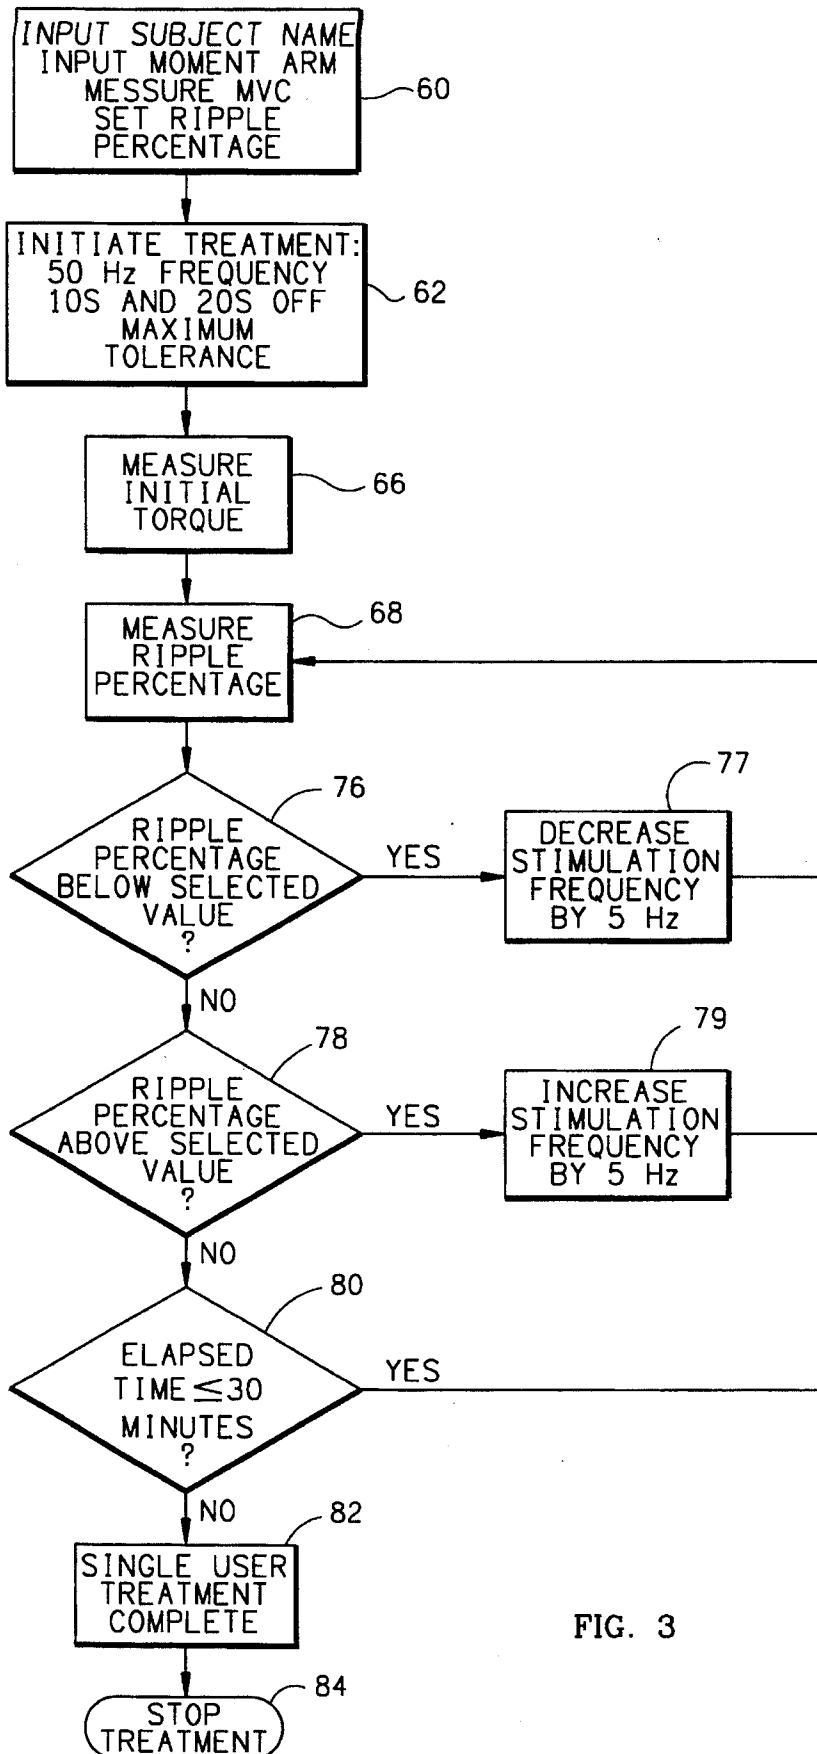 INPUT SUBJECT NAME
INPUT MOMENT ARM
MESSURE MVC
SET RIPPLE
PERCENTAGE
60
INITIATE TREATMENT:
50 Hz FREQUENCY
10S AND 20S OFF
MAXIMUM
TOLERANCE
62
MEASURE
INITIAL
TORQUE
66
MEASURE
RIPPLE
PERCENTAGE
68
RIPPLE
PERCENTAGE
BELOW SELECTED
VALUE
?
76
YES
DECREASE
STIMULATION
FREQUENCY
BY 5 Hz
77
NO
RIPPLE
PERCENTAGE
ABOVE SELECTED
VALUE
?
78
YES
INCREASE
STIMULATION
FREQUENCY
BY 5 Hz
79
NO
ELAPSED
TIME ≤30
MINUTES
?
80
YES
NO
SINGLE USER
TREATMENT
COMPLETE
82
STOP
TREATMENT
84
FIG. 3